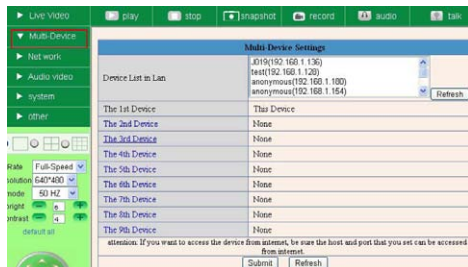 Live Video
play
stop
snapshot
record
audio
talk
Multi-Device
Net work
Audio video
system
other
Rate Full-Speed
solution 640*480
mode 50 HZ
bright 6
contrast 4
default all
Multi-Device Settings
Device List in Lan
J019(192.168.1.136)
test(192.168.1.128)
anonymous(192.168.1.180)
anonymous(192.168.1.154)
Refresh
The 1st Device This Device
The 2nd Device None
The 3rd Device None
The 4th Device None
The 5th Device None
The 6th Device None
The 7th Device None
The 8th Device None
The 9th Device None
attention: If you want to access the device from internet, be sure the host and port that you set can be accessed
from internet.
Submit Refresh